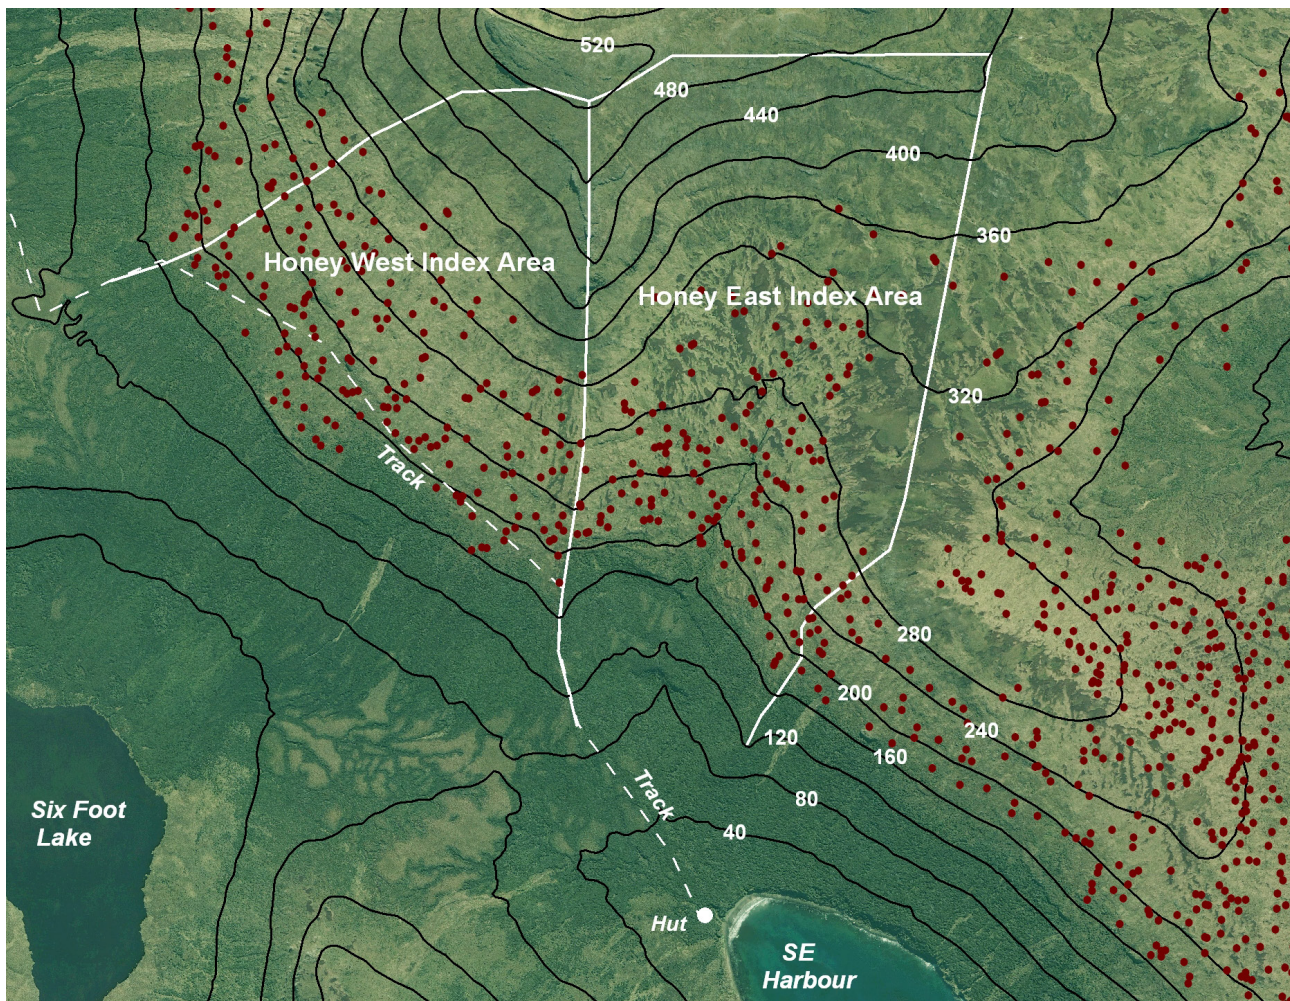 520
480
440
400
360
Honey West Index Area
Honey East Index Area
320
Track
280
200
240
120
160
Track
80
Six Foot
Lake
40
Hut
SE
Harbour